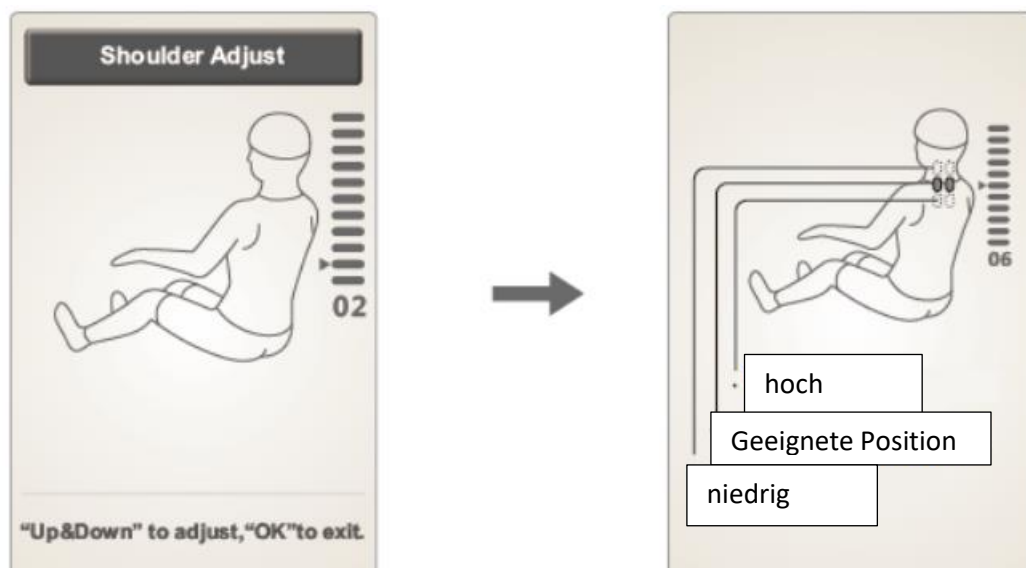 Shoulder Adjust
02
“Up&Down” to adjust,“OK”to exit.
06
hoch
Geeignete Position
niedrig